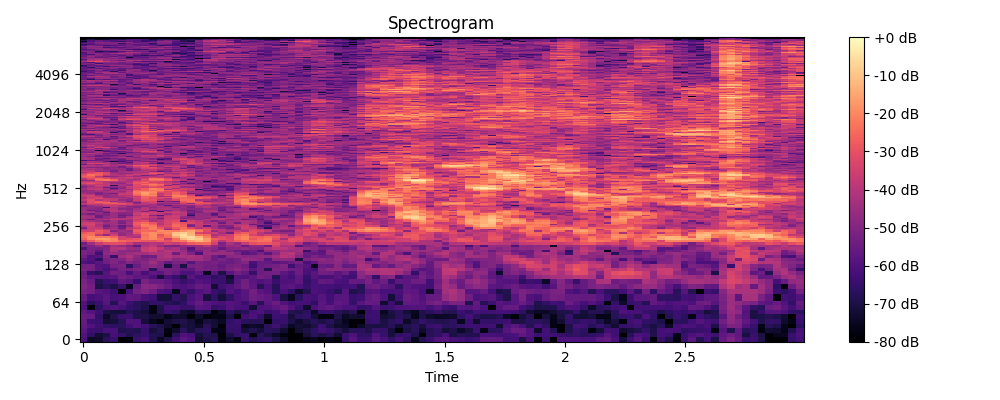 Spectrogram
Hz
4096
2048
1024
512
256
128
64
0
0
0.5
1
1.5
2
2.5
Time
+0 dB
-10 dB
-20 dB
-30 dB
-40 dB
-50 dB
-60 dB
-70 dB
-80 dB